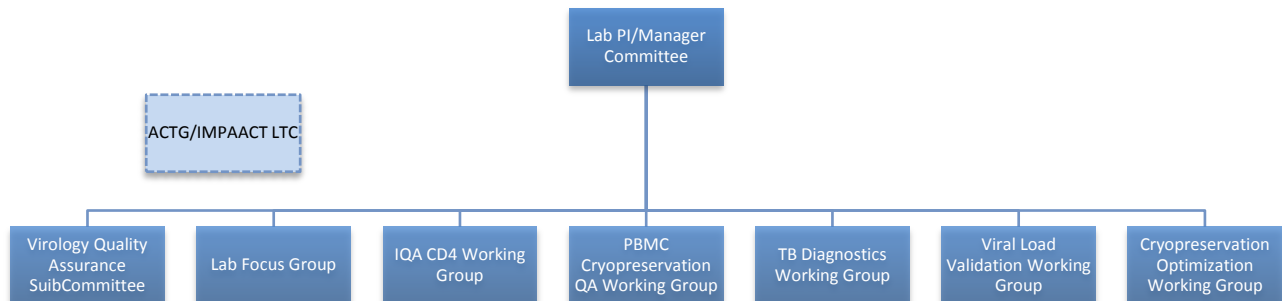 Lab PI/Manager
Committee
ACTG/IMPAACT LTC
Virology Quality
Assurance
SuibCommittee
Lab Focus Group
IQA CD4 Working
Group
PBMC
Cryopreservation
QA Working Group
TB Diagnostics
Working Group
Viral Load
Validation Working
Group
Cryopreservation
Optimization
Working Group